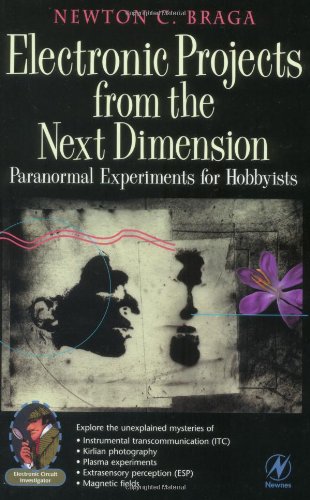 NEWTON C. BRAGA
Electronic Projects
from the
Next Dimension
Paranormal Experiments for Hobbyists
Explore the unexplained mysteries of
• Instrumental transcommunication (ITC)
• Kirlian photography
• Plasma experiments
• Extrasensory perception (ESP)
• Magnetic fields
Electronic Circuit
Investigator
Newnes